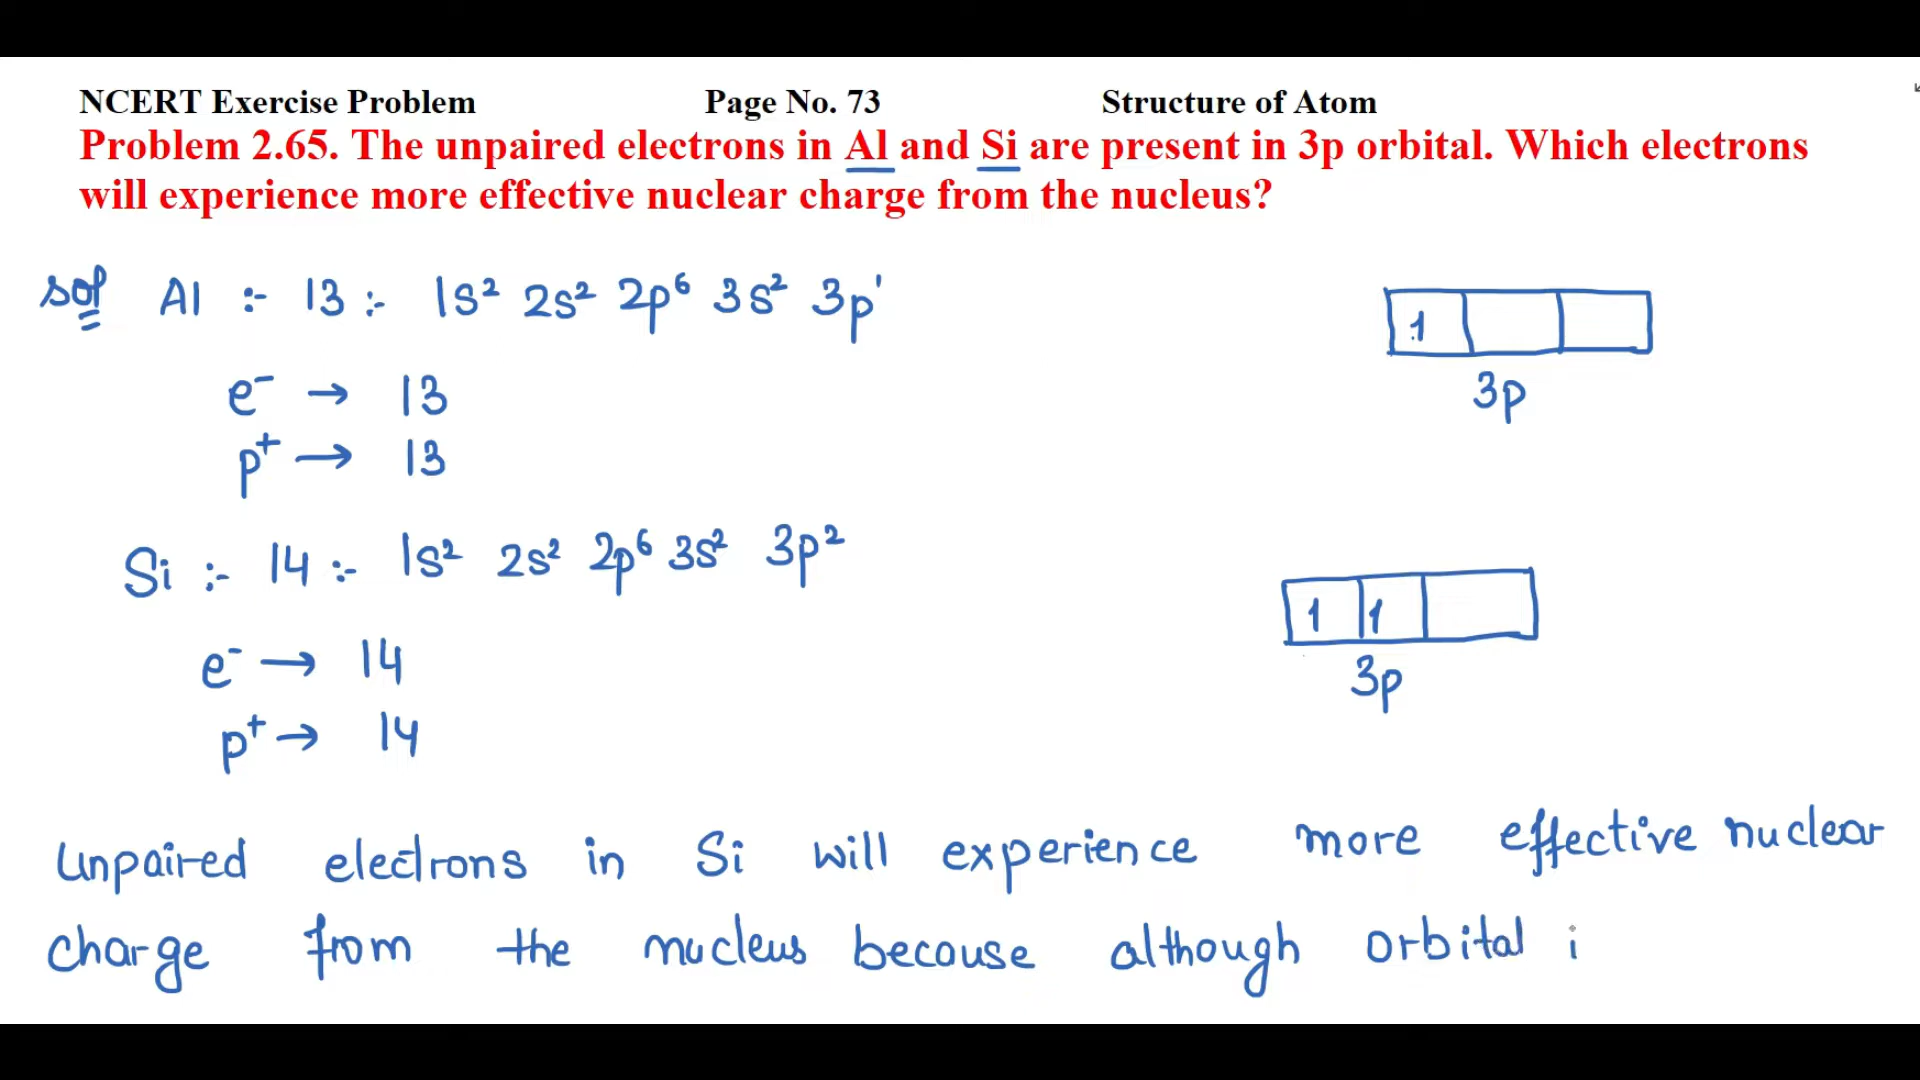 NCERT Exercise Problem Page No. 73 Structure of Atom
Problem 2.65. The unpaired electrons in Al and Si are present in 3p orbital. Which electrons
will experience more effective nuclear charge from the nucleus?
sol Al :- 13 :- 1s² 2s² 2p⁶ 3s² 3p¹
1
3p
e⁻ → 13
p⁺ → 13
Si :- 14 :- 1s² 2s² 2p⁶ 3s² 3p²
1 1
3p
e⁻ → 14
p⁺ → 14
unpaired electrons in Si will experience more effective nuclear
charge from the nucleus because although orbital i